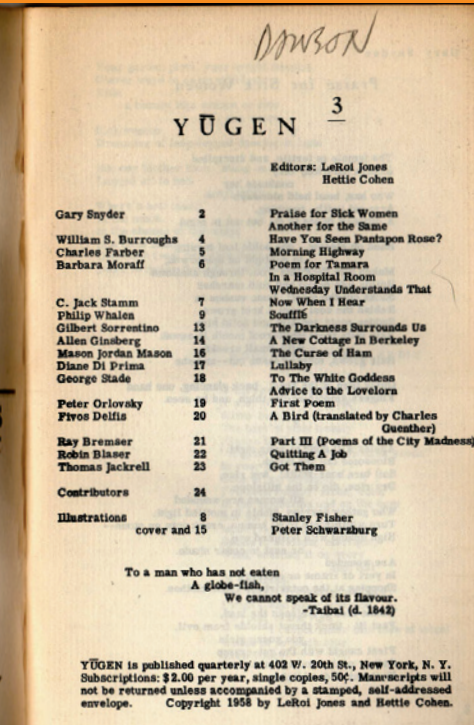 DAWSON
YŪGEN 3
Editors: LeRoi Jones
Hettie Cohen
Gary Snyder 2 Praise for Sick Women
Another for the Same
William S. Burroughs 4 Have You Seen Pantapon Rose?
Charles Farber 5 Morning Highway
Barbara Moraff 6 Poem for Tamara
In a Hospital Room
Wednesday Understands That
C. Jack Stamm 7 Now When I Hear
Philip Whalen 9 Soufflé
Gilbert Sorrentino 13 The Darkness Surrounds Us
Allen Ginsberg 14 A New Cottage In Berkeley
Mason Jordan Mason 16 The Curse of Ham
Diane Di Prima 17 Lullaby
George Stade 18 To The White Goddess
Advice to the Lovelorn
Peter Orlovsky 19 First Poem
Fivos Delfis 20 A Bird (translated by Charles
Guenther)
Ray Bremser 21 Part III (Poems of the City Madness)
Robin Blaser 22 Quitting A Job
Thomas Jackrell 23 Got Them
Contributors 24
Illustrations 8 Stanley Fisher
cover and 15 Peter Schwarzburg
To a man who has not eaten
A globe-fish,
We cannot speak of its flavour.
-Taibai (d. 1842)
YŪGEN is published quarterly at 402 W. 20th St., New York, N. Y.
Subscriptions: $2.00 per year, single copies, 50¢. Manuscripts will
not be returned unless accompanied by a stamped, self-addressed
envelope. Copyright 1958 by LeRoi Jones and Hettie Cohen.